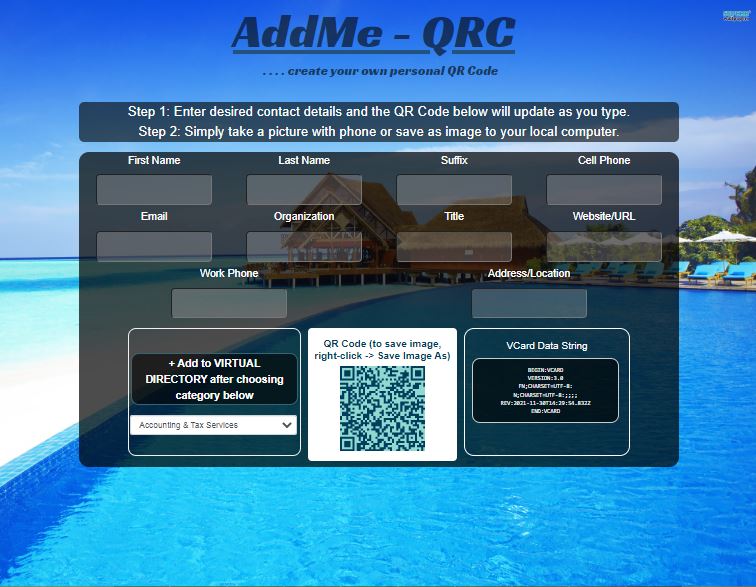 AddMe - QRC
. . . . create your own personal QR Code
Step 1: Enter desired contact details and the QR Code below will update as you type.
Step 2: Simply take a picture with phone or save as image to your local computer.
First Name Last Name Suffix Cell Phone
Email Organization Title Website/URL
Work Phone Address/Location
+ Add to VIRTUAL
DIRECTORY after choosing
category below
Accounting & Tax Services
QR Code (to save image,
right-click -> Save Image As)
VCard Data String
BEGIN:VCARD
VERSION:3.0
FN;CHARSET=UTF-8:
N;CHARSET=UTF-8:;;;;
REV:2021-11-30T14:29:54.832Z
END:VCARD